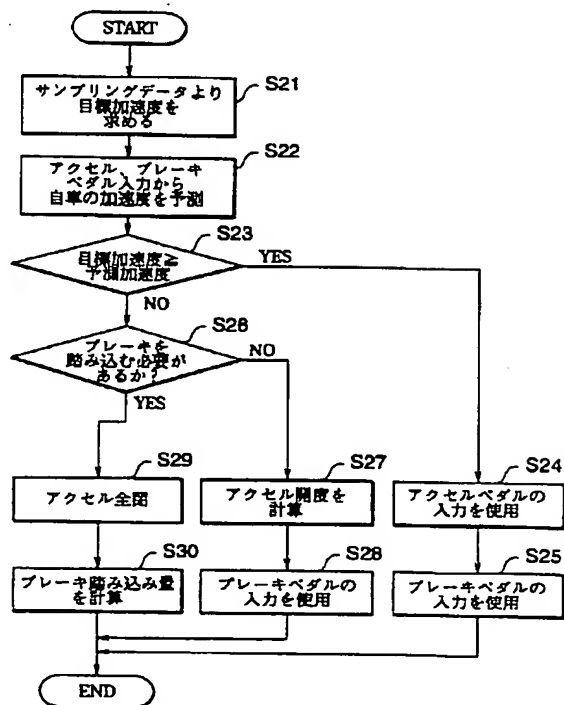 START
サンプリングデータより
目標加速度を
求める
S21
アクセル、ブレーキ
ペダル入力から
自車の加速度を予測
S22
目標加速度≧
予測加速度
S23
YES
NO
ブレーキを
踏み込む必要が
あるか?
S26
NO
YES
アクセル全閉
S29
アクセル開度を
計算
S27
アクセルペダルの
入力を使用
S24
ブレーキ踏み込み量
を計算
S30
ブレーキペダルの
入力を使用
S28
ブレーキペダルの
入力を使用
S25
END